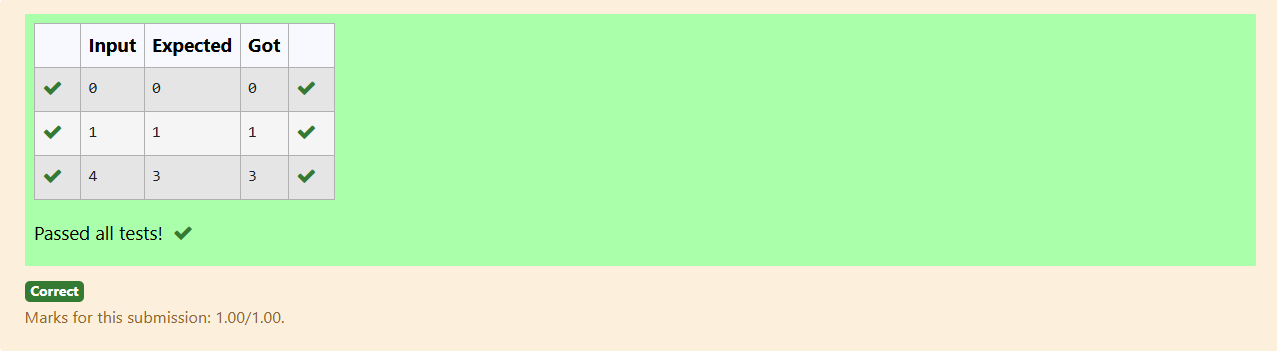 Input Expected Got
0 0 0
1 1 1
4 3 3
Passed all tests!
Correct
Marks for this submission: 1.00/1.00.